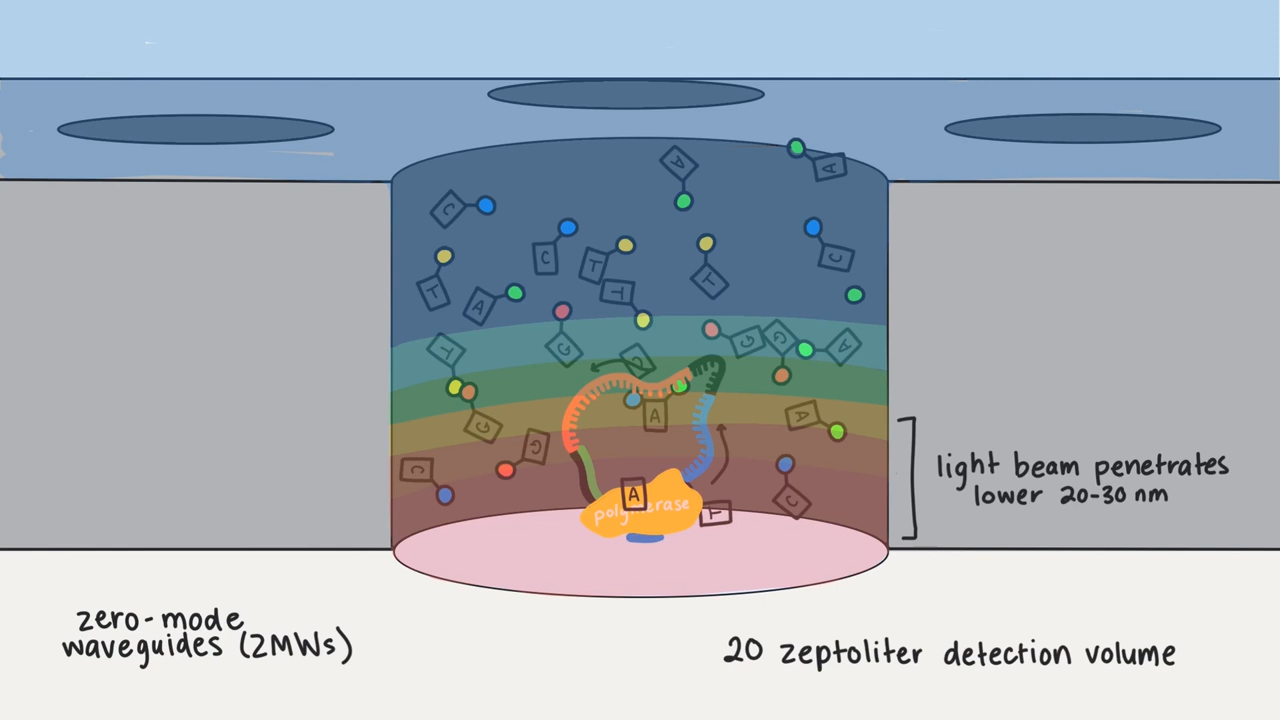 A
A
C
C
T
C
T
A
T
T
T
G
C
G
G
A
G
A
A
G
C
light beam penetrates
lower 20-30 nm
A
T
C
polymerase
zero-mode
waveguides (ZMWs)
20 zeptoliter detection volume